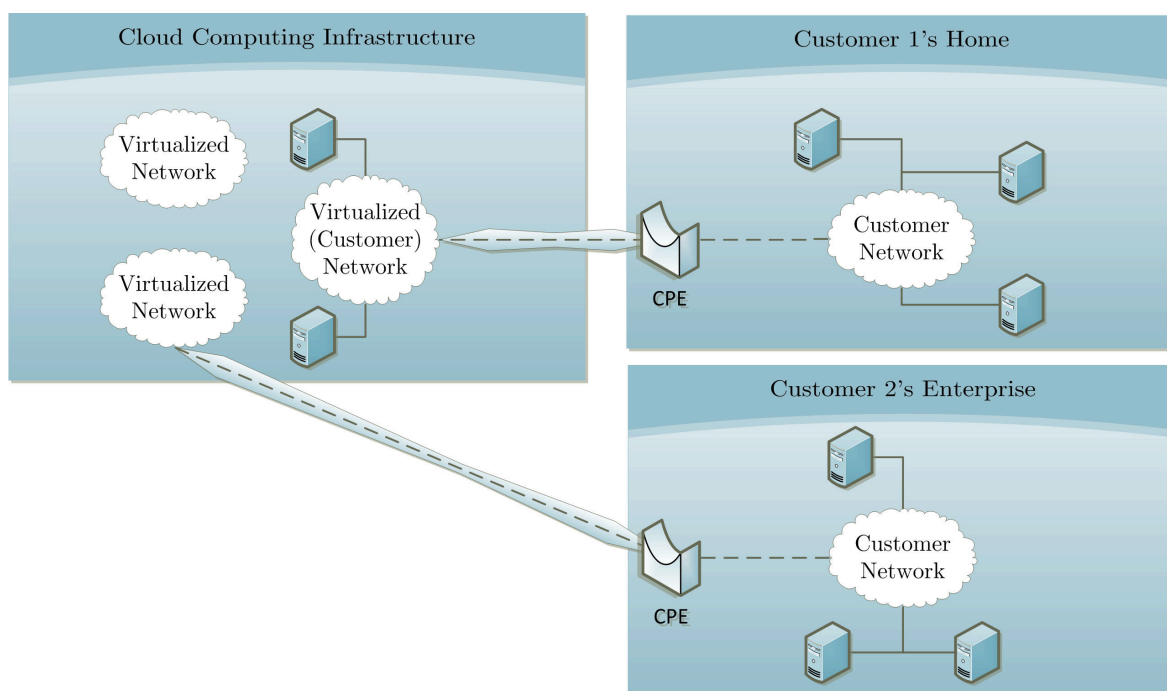 Cloud Computing Infrastructure
Virtualized
Network
Virtualized
(Customer)
Network
Virtualized
Network
Customer 1's Home
Customer
Network
CPE
Customer 2's Enterprise
Customer
Network
CPE